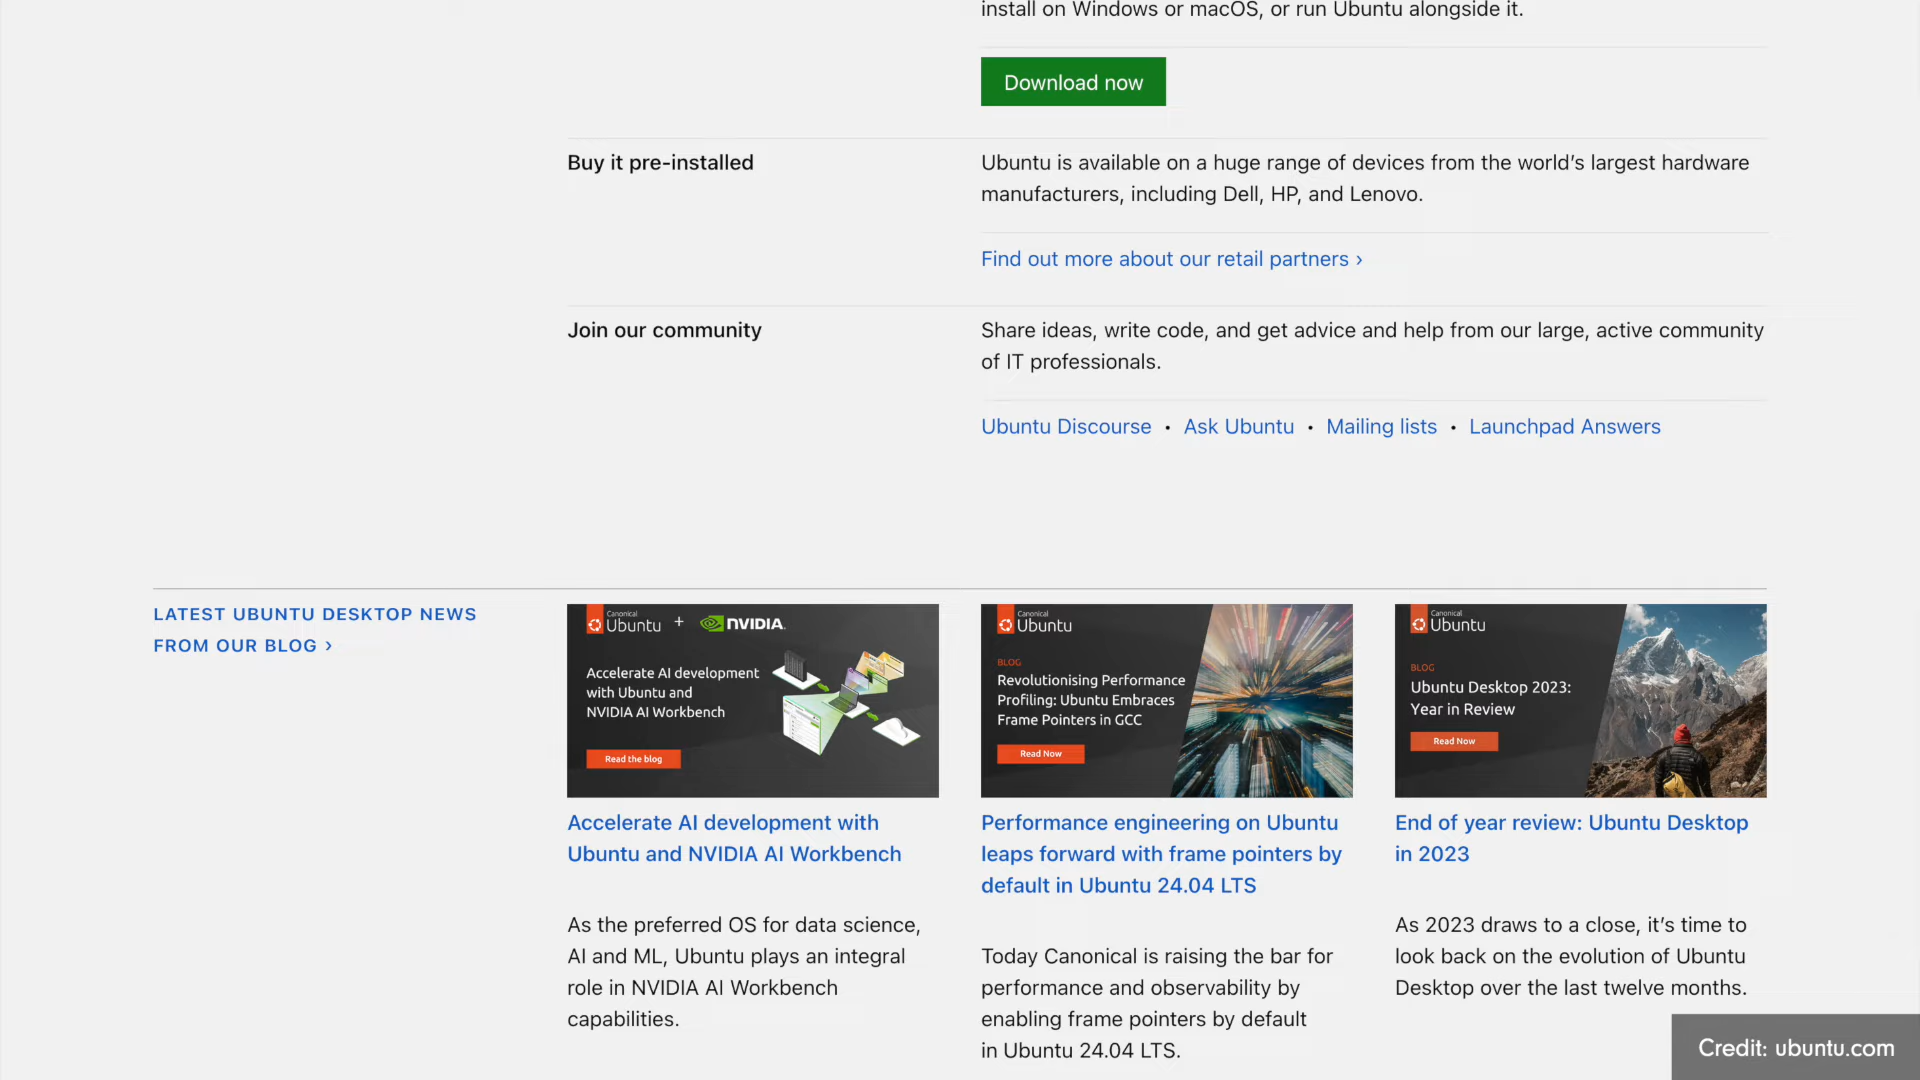 install on Windows or macOS, or run Ubuntu alongside it.
Download now
Buy it pre-installed
Ubuntu is available on a huge range of devices from the world’s largest hardware
manufacturers, including Dell, HP, and Lenovo.
Find out more about our retail partners ›
Join our community
Share ideas, write code, and get advice and help from our large, active community
of IT professionals.
Ubuntu Discourse • Ask Ubuntu • Mailing lists • Launchpad Answers
LATEST UBUNTU DESKTOP NEWS
FROM OUR BLOG ›
Canonical
Ubuntu + NVIDIA.
Accelerate AI development
with Ubuntu and
NVIDIA AI Workbench
Read the blog
Accelerate AI development with
Ubuntu and NVIDIA AI Workbench
As the preferred OS for data science,
AI and ML, Ubuntu plays an integral
role in NVIDIA AI Workbench
capabilities.
Canonical
Ubuntu
BLOG
Revolutionising Performance
Profiling: Ubuntu Embraces
Frame Pointers in GCC
Read Now
Performance engineering on Ubuntu
leaps forward with frame pointers by
default in Ubuntu 24.04 LTS
Today Canonical is raising the bar for
performance and observability by
enabling frame pointers by default
in Ubuntu 24.04 LTS.
Canonical
Ubuntu
BLOG
Ubuntu Desktop 2023:
Year in Review
Read Now
End of year review: Ubuntu Desktop
in 2023
As 2023 draws to a close, it’s time to
look back on the evolution of Ubuntu
Desktop over the last twelve months.
Credit: ubuntu.com